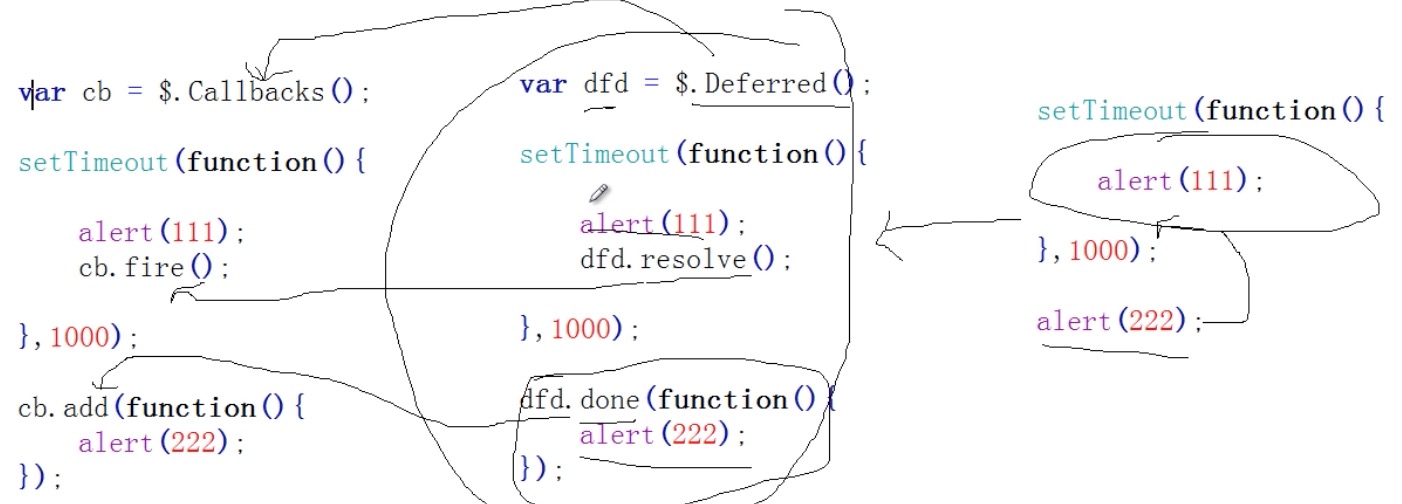 var cb = $.Callbacks();
setTimeout(function(){
alert(111);
cb.fire();
},1000);
cb.add(function(){
alert(222);
});
var dfd = $.Deferred();
setTimeout(function(){
alert(111);
dfd.resolve();
},1000);
dfd.done(function(){
alert(222);
});
setTimeout(function(){
alert(111);
},1000);
alert(222);